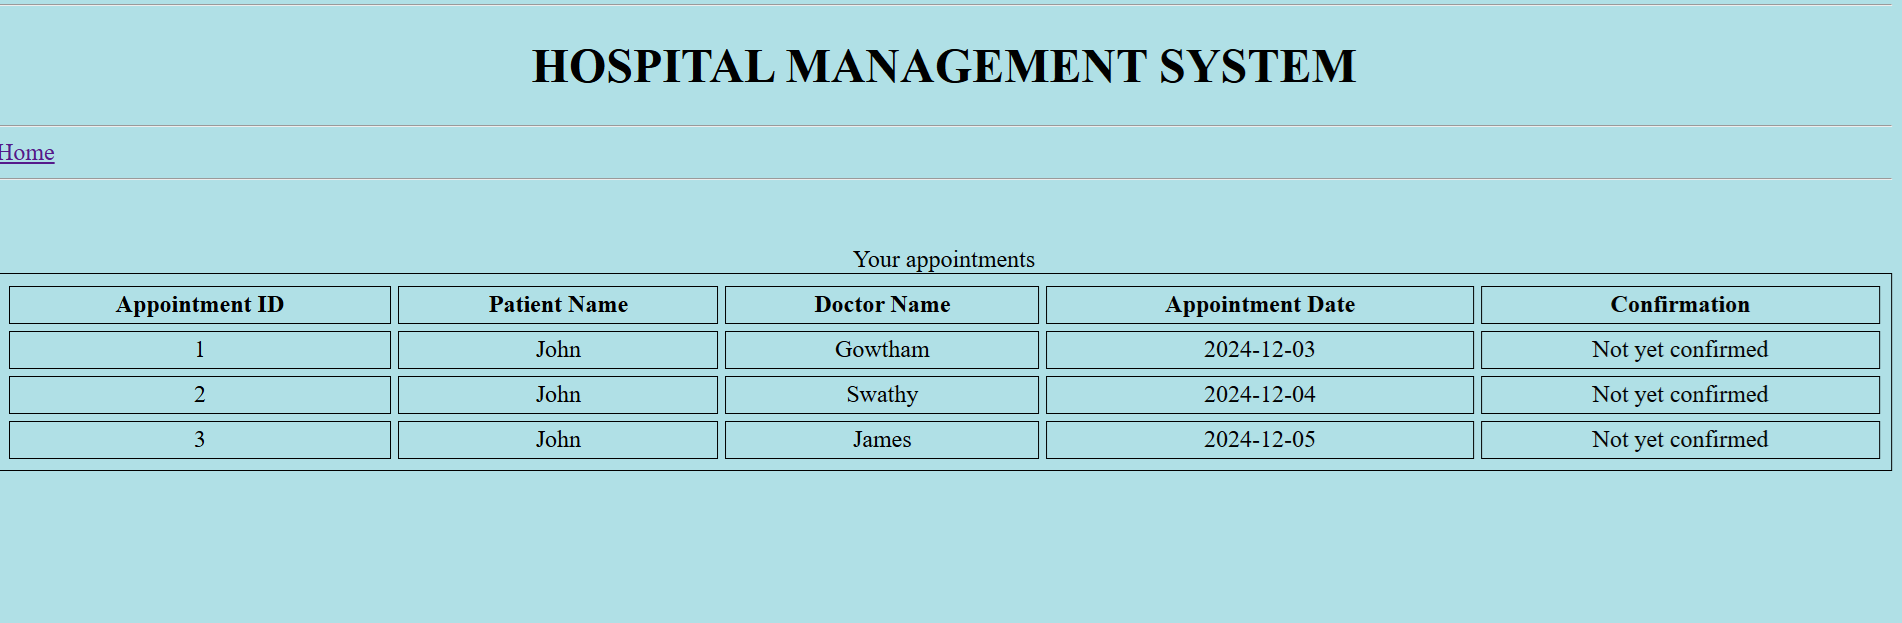 HOSPITAL MANAGEMENT SYSTEM
Home
Your appointments
Appointment ID Patient Name Doctor Name Appointment Date Confirmation
1 John Gowtham 2024-12-03 Not yet confirmed
2 John Swathy 2024-12-04 Not yet confirmed
3 John James 2024-12-05 Not yet confirmed